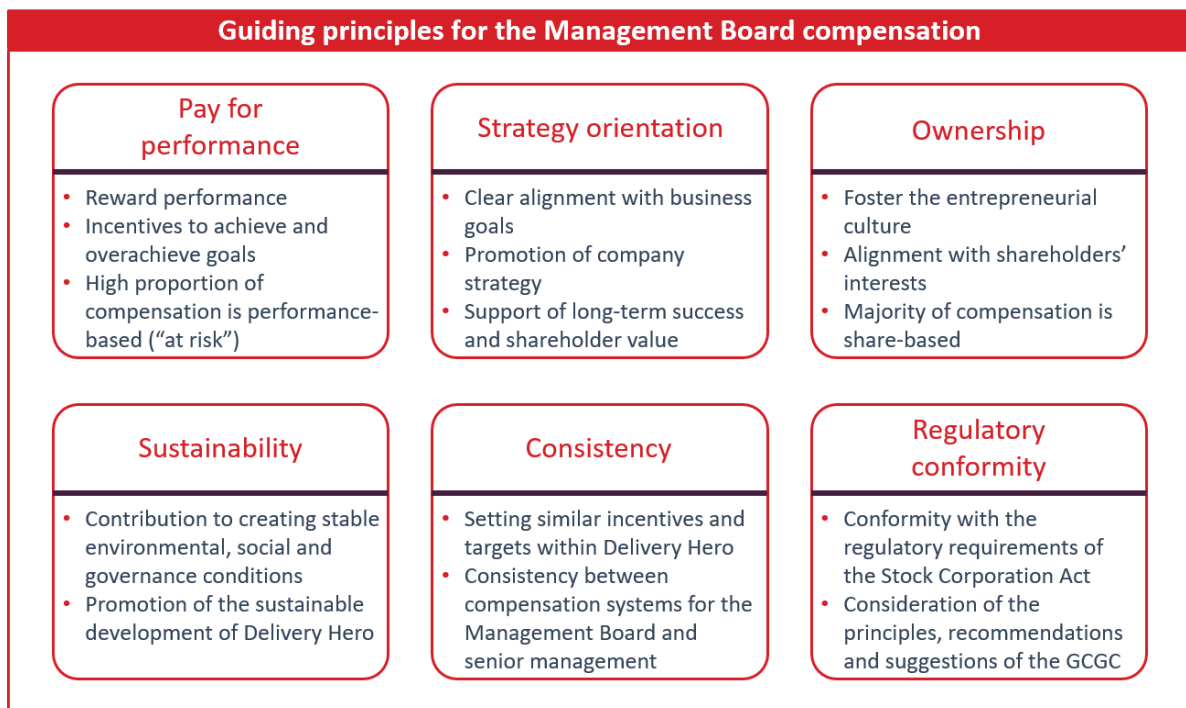 Guiding principles for the Management Board compensation
Pay for
performance
• Reward performance
• Incentives to achieve and
overachieve goals
• High proportion of
compensation is performance-
based (“at risk”)
Strategy orientation
• Clear alignment with business
goals
• Promotion of company
strategy
• Support of long-term success
and shareholder value
Ownership
• Foster the entrepreneurial
culture
• Alignment with shareholders’
interests
• Majority of compensation is
share-based
Sustainability
• Contribution to creating stable
environmental, social and
governance conditions
• Promotion of the sustainable
development of Delivery Hero
Consistency
• Setting similar incentives and
targets within Delivery Hero
• Consistency between
compensation systems for the
Management Board and
senior management
Regulatory
conformity
• Conformity with the
regulatory requirements of
the Stock Corporation Act
• Consideration of the
principles, recommendations
and suggestions of the GCGC